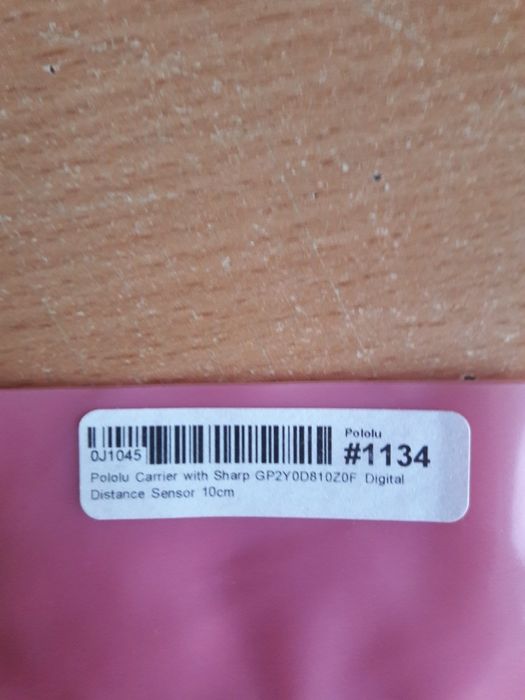 Pololu
0J1045 #1134
Pololu Carrier with Sharp GP2Y0D810Z0F Digital
Distance Sensor 10cm